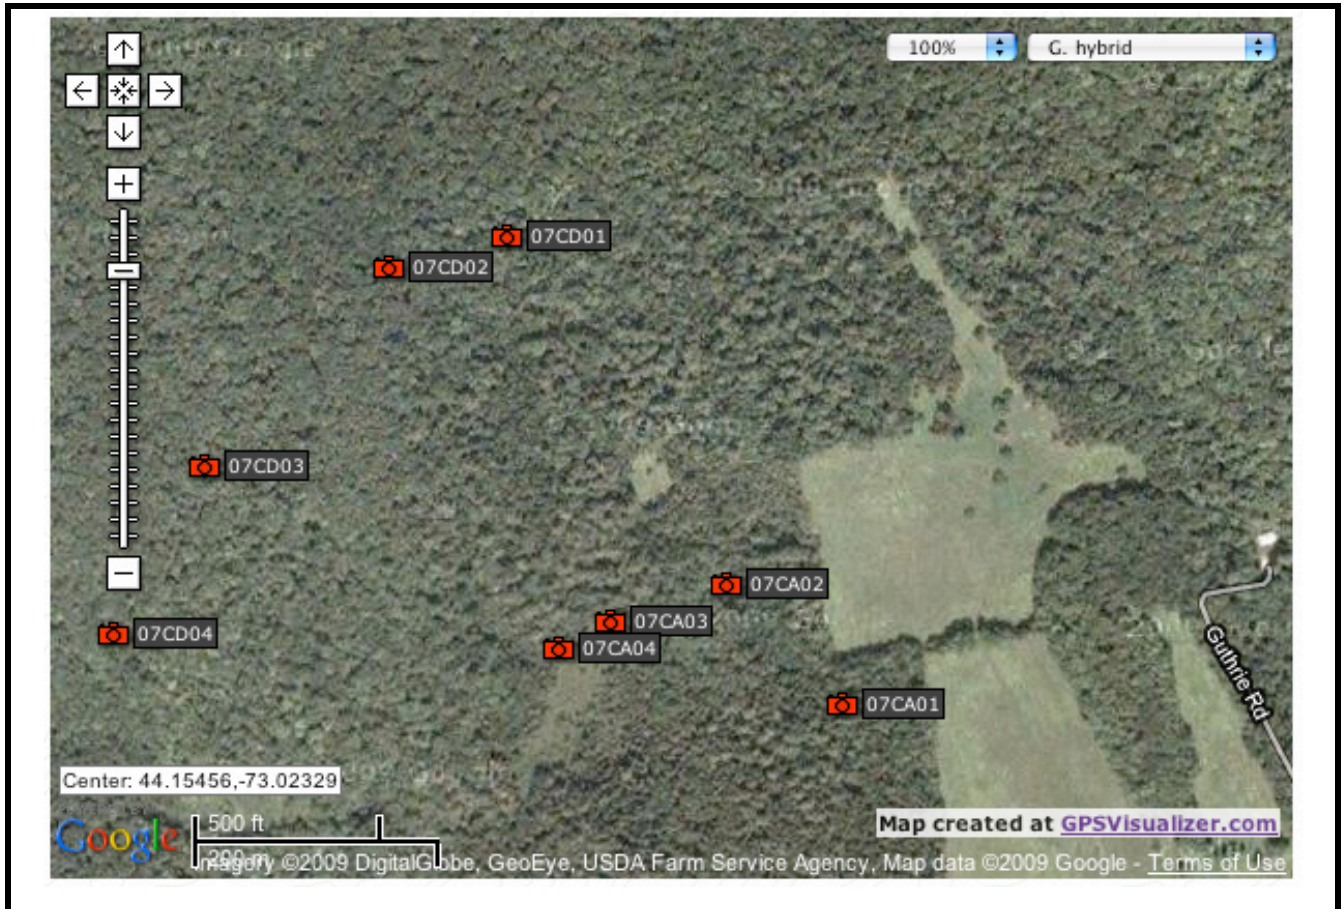 100%
G. hybrid
07CD01
07CD02
07CD03
07CA02
07CA03
07CD04
07CA04
Guthrie Rd
07CA01
Center: 44.15456,-73.02329
500 ft
Map created at GPSVisualizer.com
Google
200 m
Imagery ©2009 DigitalGlobe, GeoEye, USDA Farm Service Agency, Map data ©2009 Google - Terms of Use